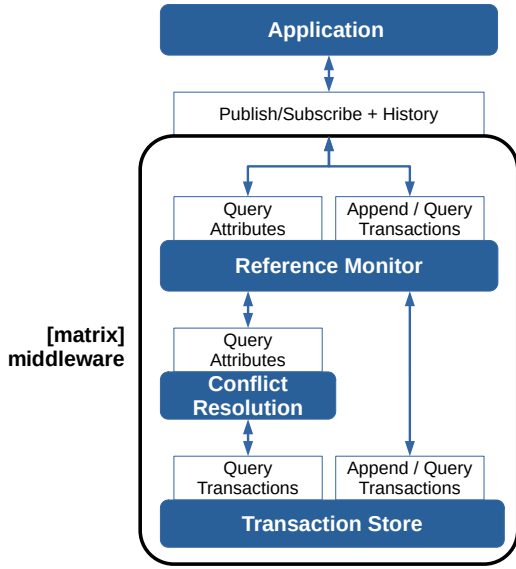 Application
Publish/Subscribe + History
Query
Attributes
Append / Query
Transactions
Reference Monitor
[matrix]
middleware
Query
Attributes
Conflict
Resolution
Query
Transactions
Append / Query
Transactions
Transaction Store